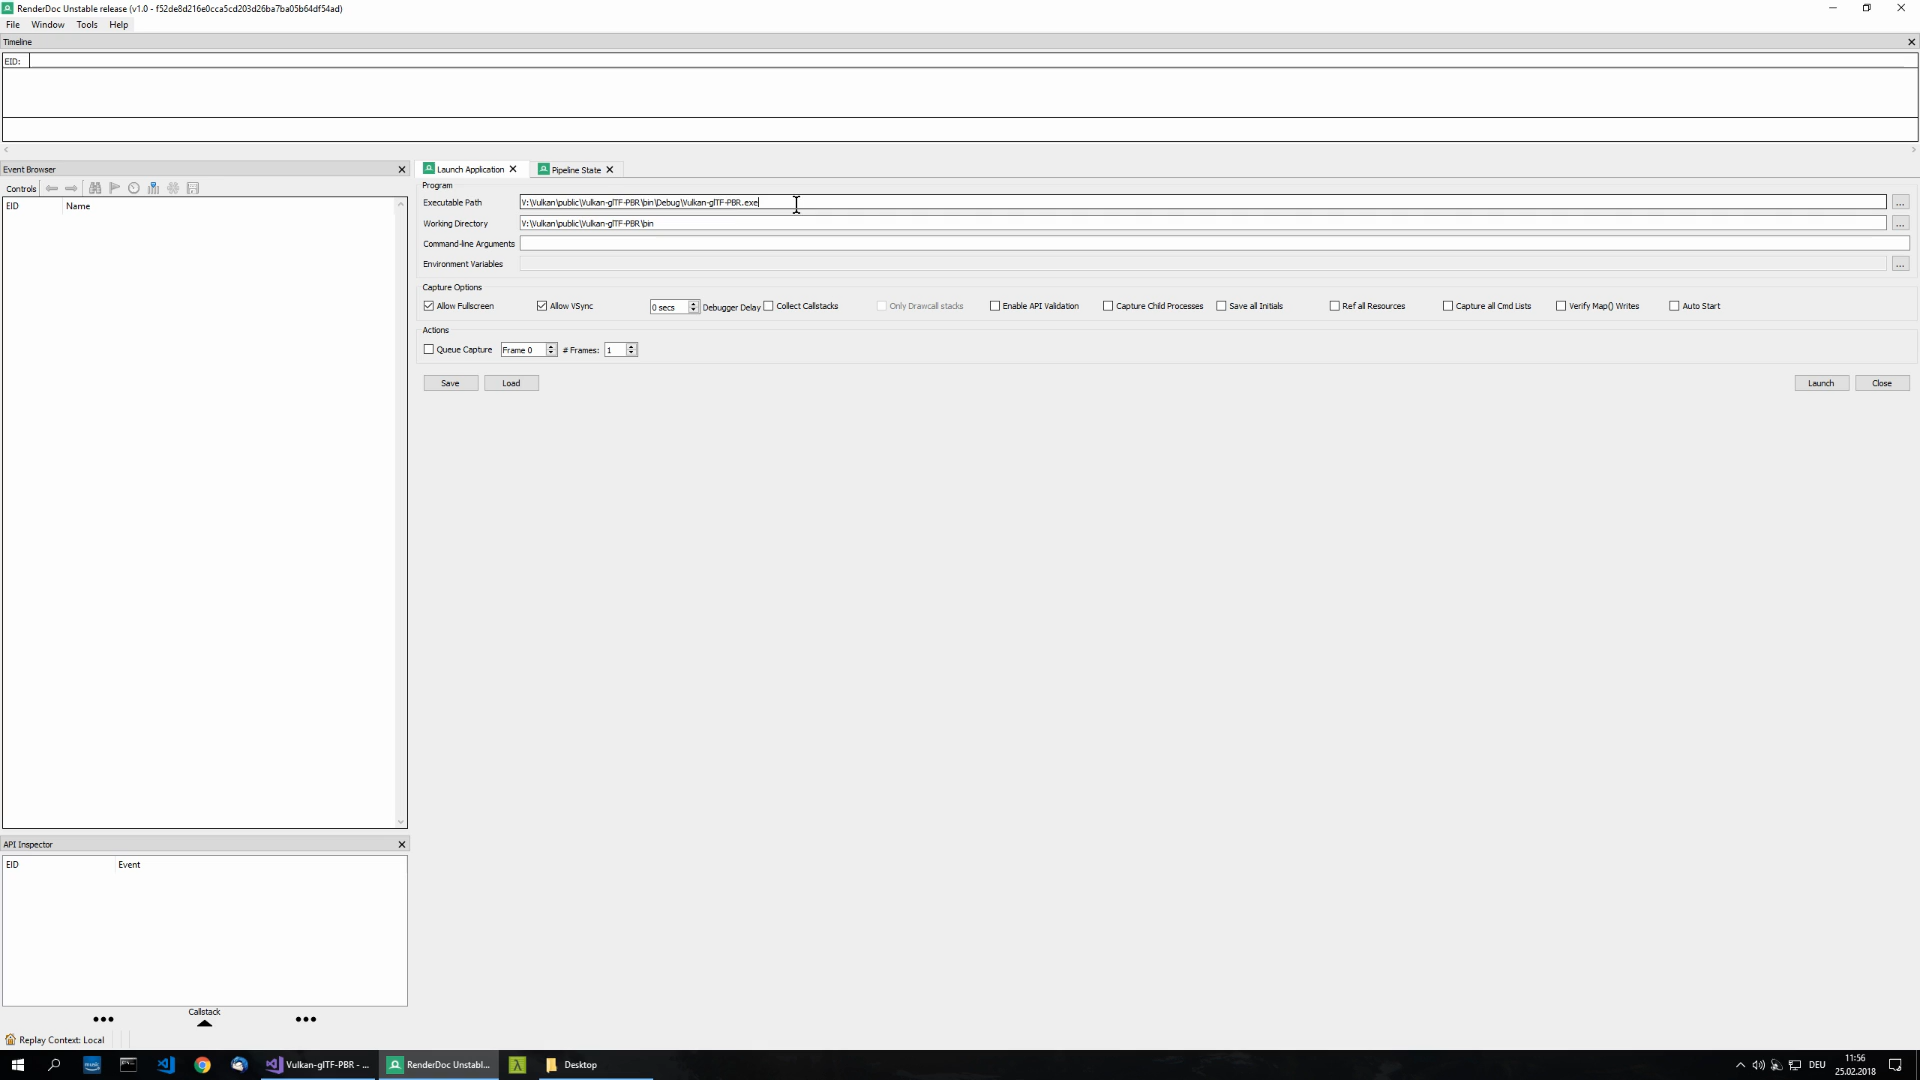 RenderDoc Unstable release (v1.0 - f52de8d216e0cca5cd203d26ba7ba05b64df54ad)
File Window Tools Help
Timeline
EID:
Event Browser
Controls
EID Name
Launch Application Pipeline State
Program
Executable Path V:\Vulkan\public\Vulkan-glTF-PBR\bin\Debug\Vulkan-glTF-PBR.exe ...
Working Directory V:\Vulkan\public\Vulkan-glTF-PBR\bin ...
Command-line Arguments
Environment Variables ...
Capture Options
Allow Fullscreen Allow VSync 0 secs Debugger Delay Collect Callstacks Only Drawcall stacks Enable API Validation Capture Child Processes Save all Initials Ref all Resources Capture all Cmd Lists Verify Map() Writes Auto Start
Actions
Queue Capture Frame 0 # Frames: 1
Save Load Launch Close
API Inspector
EID Event
Callstack
Replay Context: Local
Vulkan-glTF-PBR - ... RenderDoc Unstabl... Desktop DEU 11:56
25.02.2018